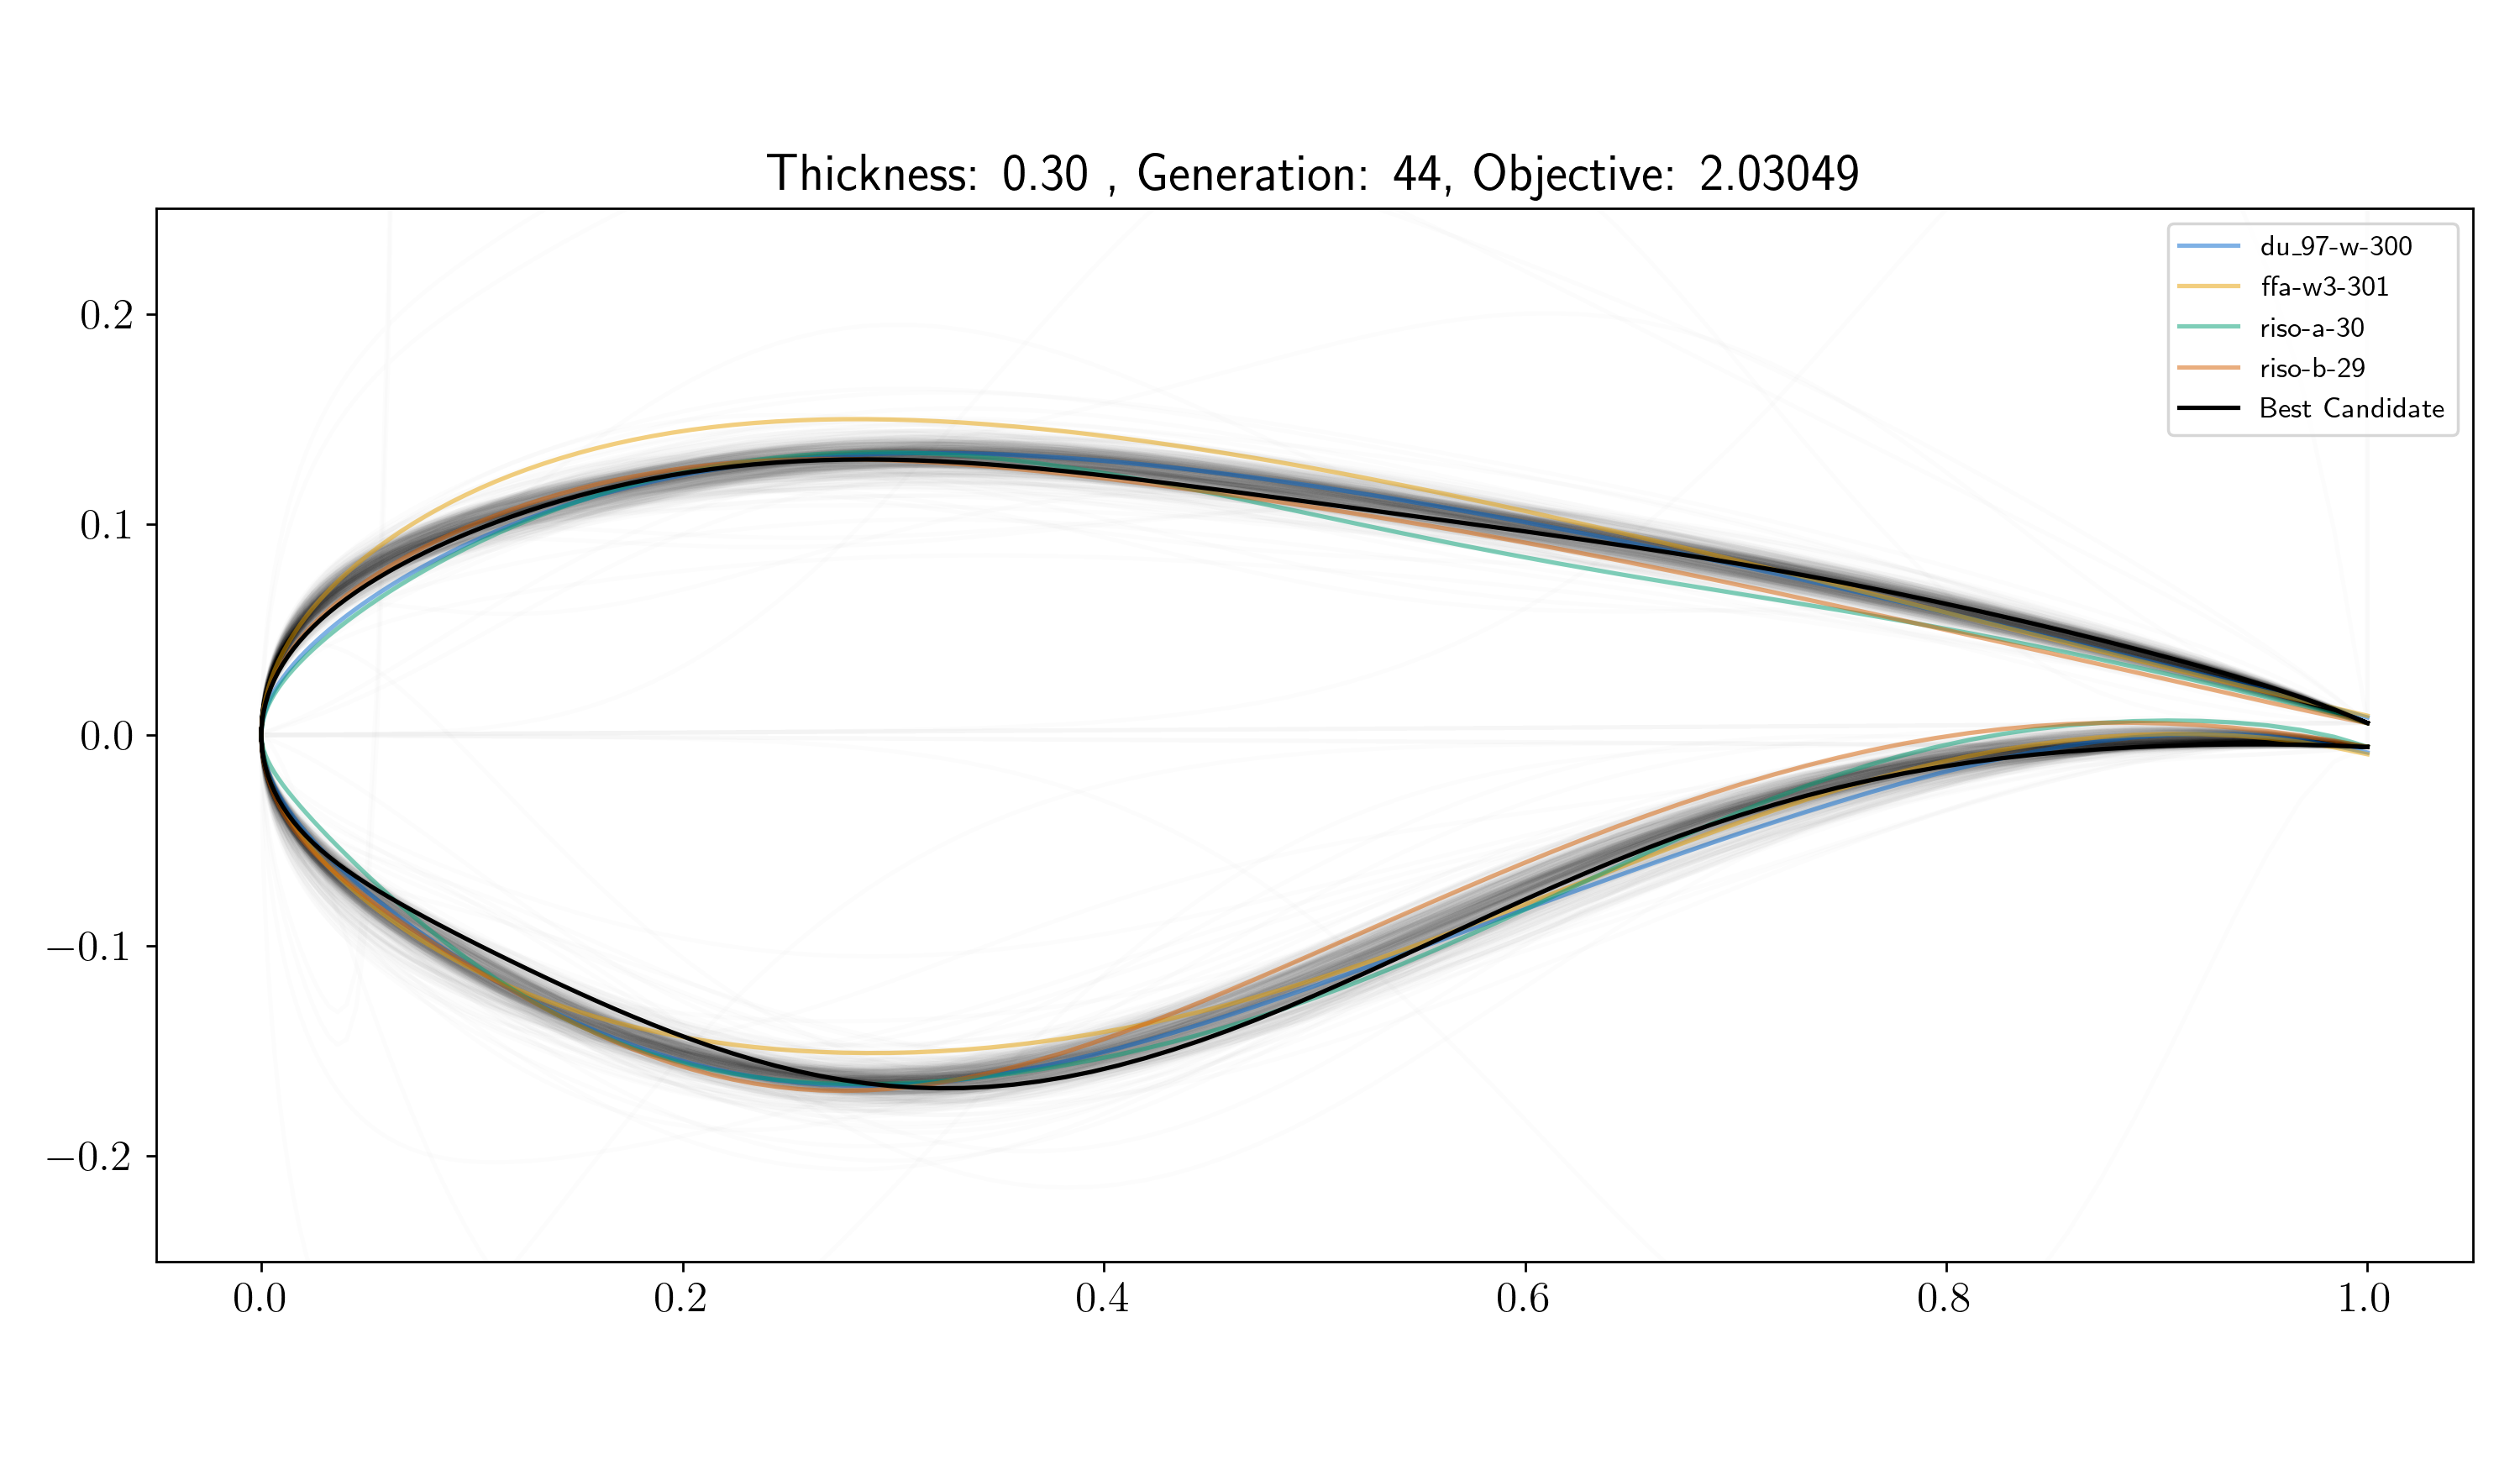 Thickness: 0.30 , Generation: 44, Objective: 2.03049
du_97-w-300
ffa-w3-301
riso-a-30
riso-b-29
Best Candidate
0.2
0.1
0.0
−0.1
−0.2
0.0 0.2 0.4 0.6 0.8 1.0